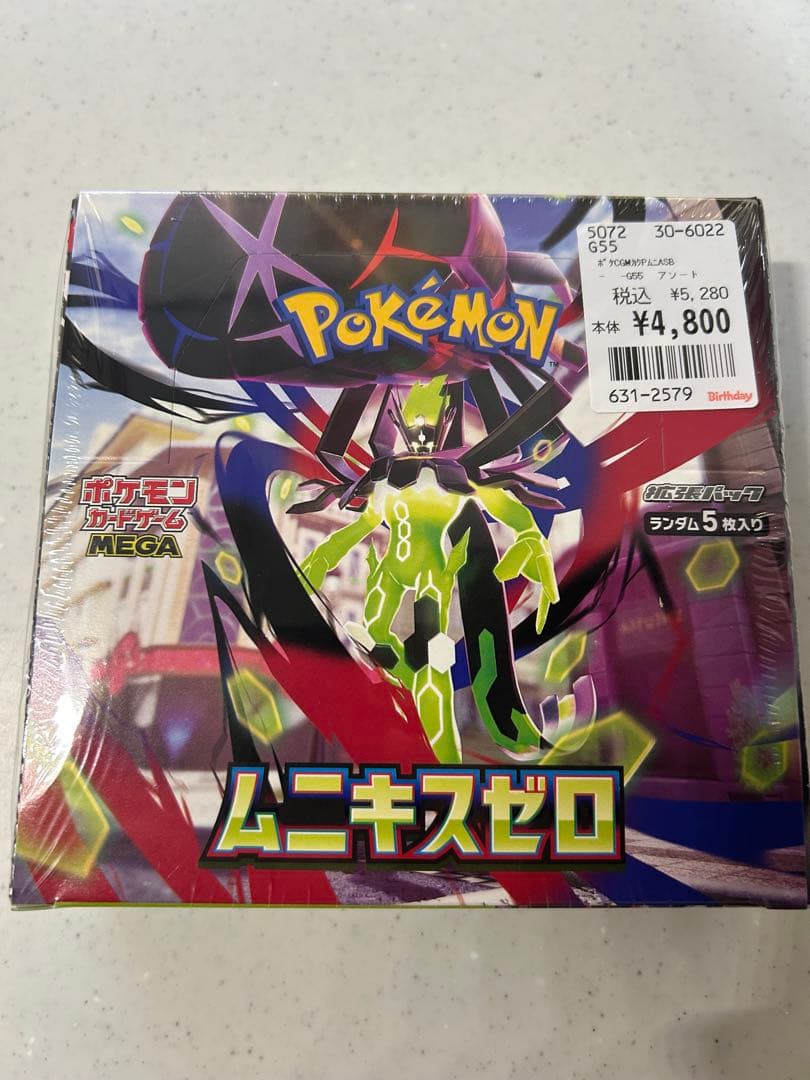 5072 30-6022
G55
ﾎﾟｹCGMｶｸPムニASB
- -G55 アソート
税込 ¥5,280
本体 ¥4,800
631-2579 Birthday
POKÉMON
TM
ポケモン
カードゲーム
MEGA
拡張パック
ランダム5枚入り
ムニキスゼロ